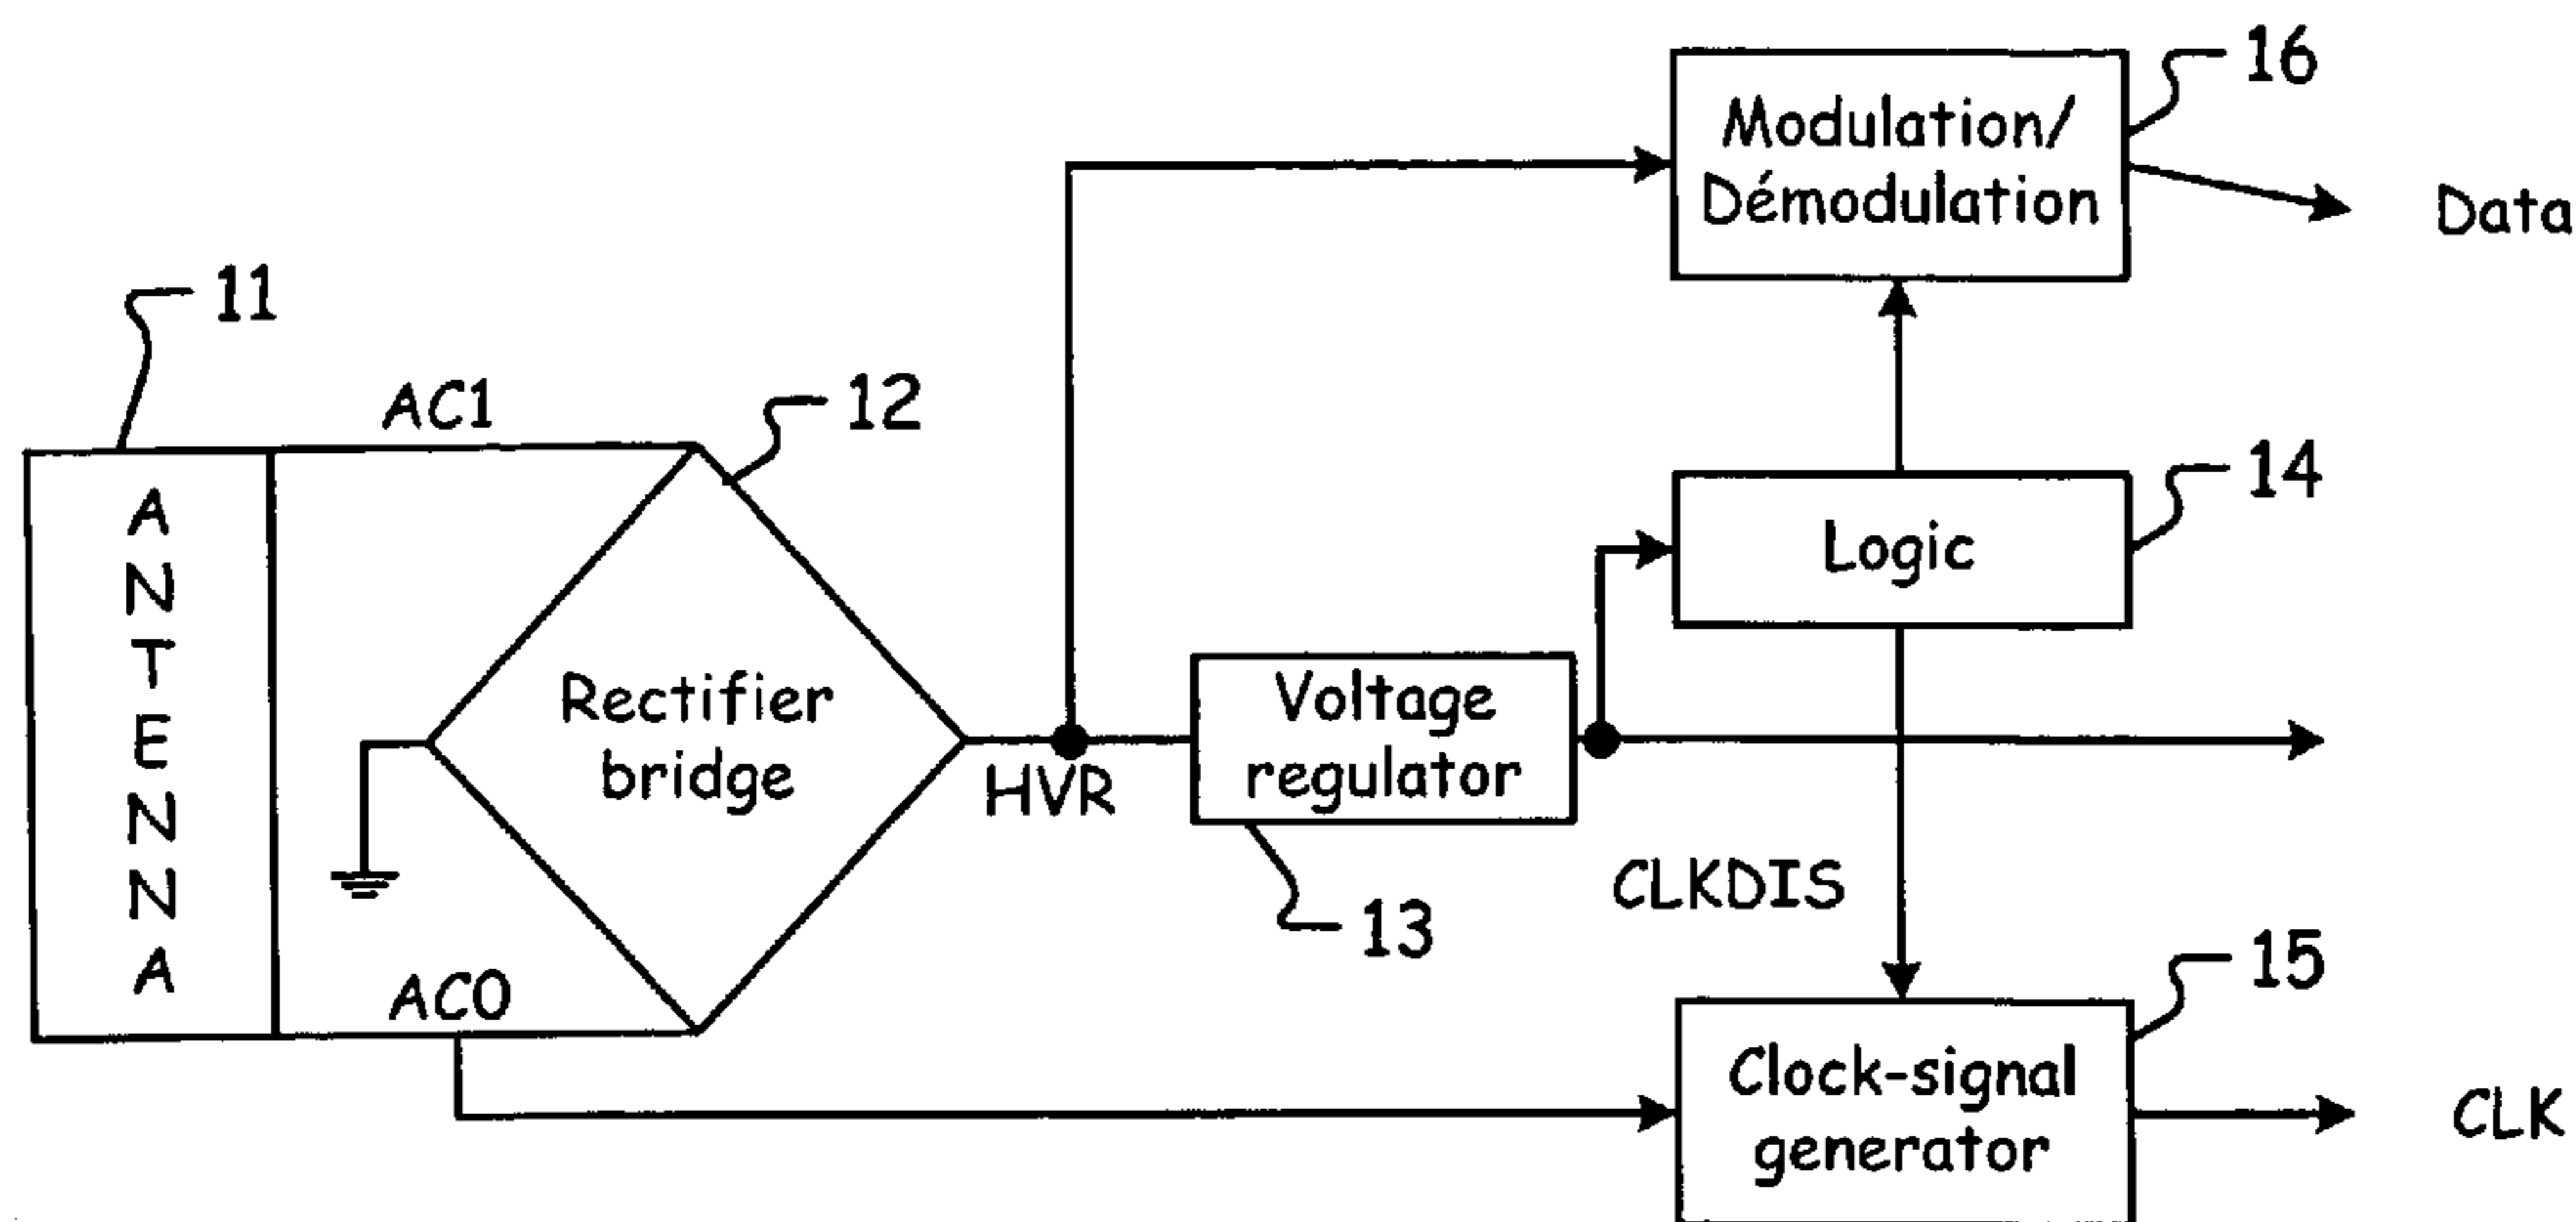 16
Modulation/
Démodulation
Data
11
AC1
12
14
Logic
ANTENNA
Rectifier
bridge
HVR
Voltage
regulator
13
CLKDIS
15
AC0
Clock-signal
generator
CLK